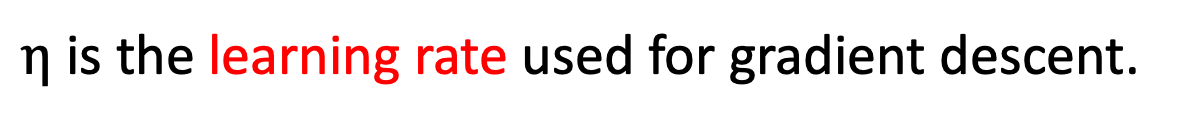 η is the learning rate used for gradient descent.